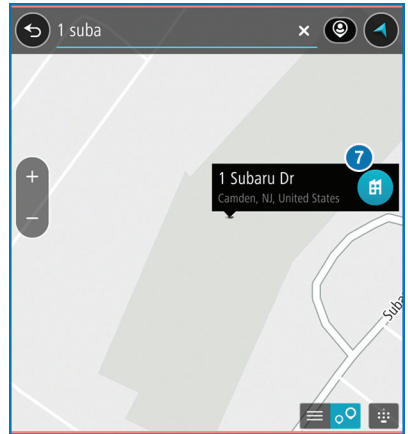 1 suba
7
1 Subaru Dr
Camden, NJ, United States
Suba